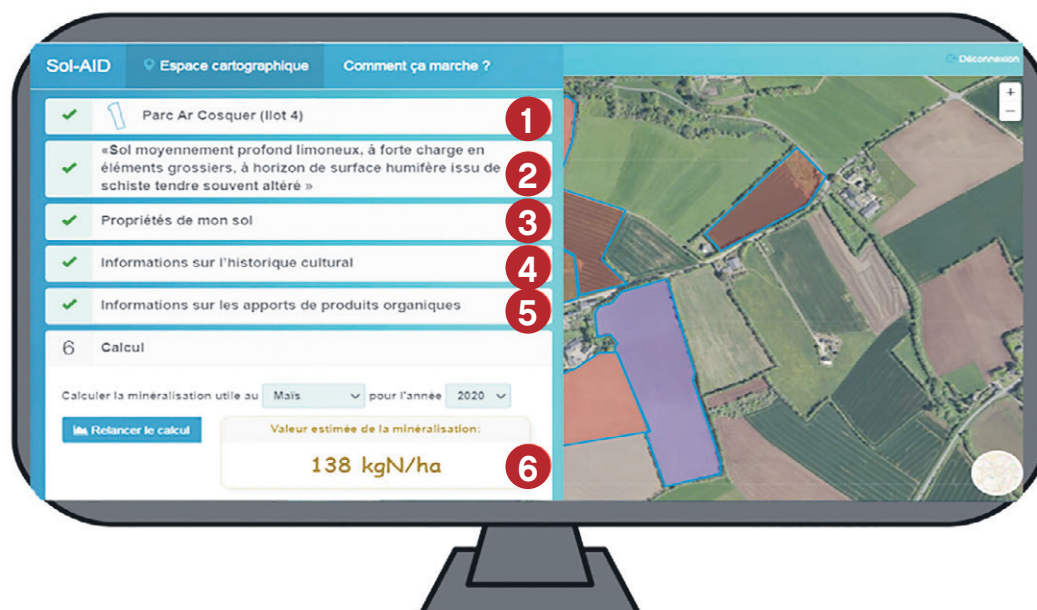 Sol-AID Espace cartographique Comment ça marche ? Déconnexion
+
−
Parc Ar Cosquer (Ilot 4) 1
«Sol moyennement profond limoneux, à forte charge en
éléments grossiers, à horizon de surface humifère issu de
schiste tendre souvent altéré » 2
Propriétés de mon sol 3
Informations sur l'historique cultural 4
Informations sur les apports de produits organiques 5
6 Calcul
Calculer la minéralisation utile au Maïs pour l'année 2020
Relancer le calcul
Valeur estimée de la minéralisation:
138 kgN/ha 6